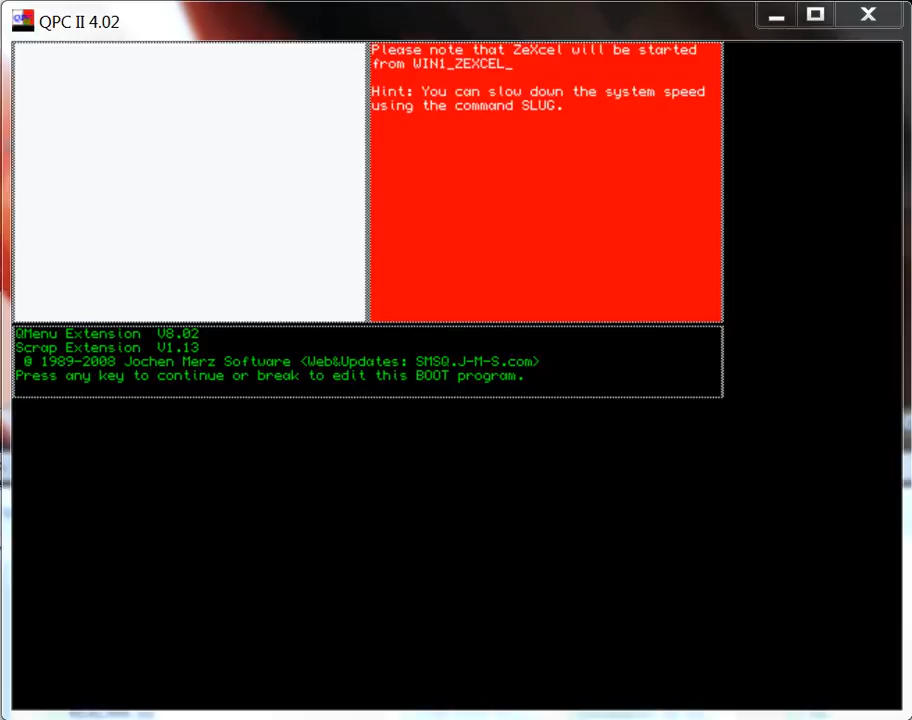 QPC II 4.02
Please note that ZeXcel will be started
from WIN1_ZEXCEL_
Hint: You can slow down the system speed
using the command SLUG.
QMenu Extension  V8.02
Scrap Extension  V1.13
@ 1989-2008 Jochen Merz Software <Web&Updates: SMSQ.J-M-S.com>
Press any key to continue or break to edit this BOOT program.